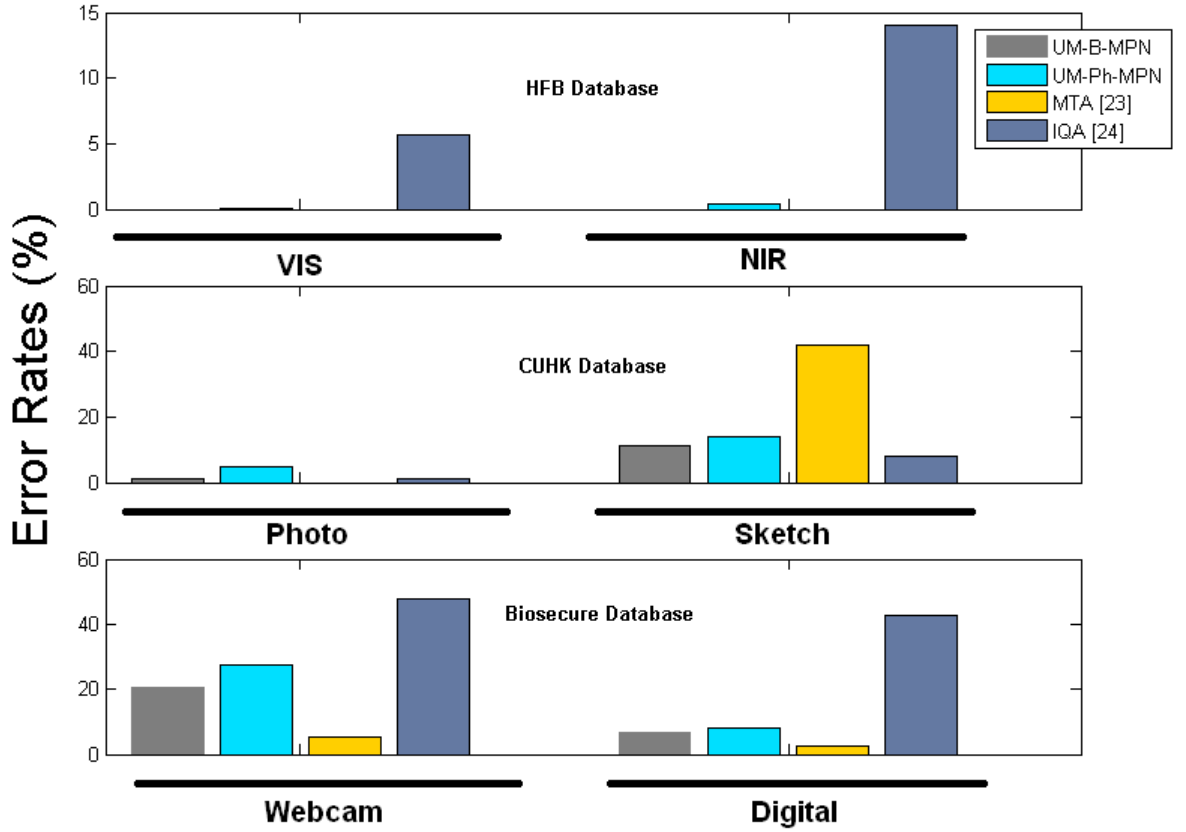 Error Rates (%)
15
10
5
0
HFB Database
UM-B-MPN
UM-Ph-MPN
MTA [23]
IQA [24]
VIS
NIR
60
40
20
0
CUHK Database
Photo
Sketch
60
40
20
0
Biosecure Database
Webcam
Digital